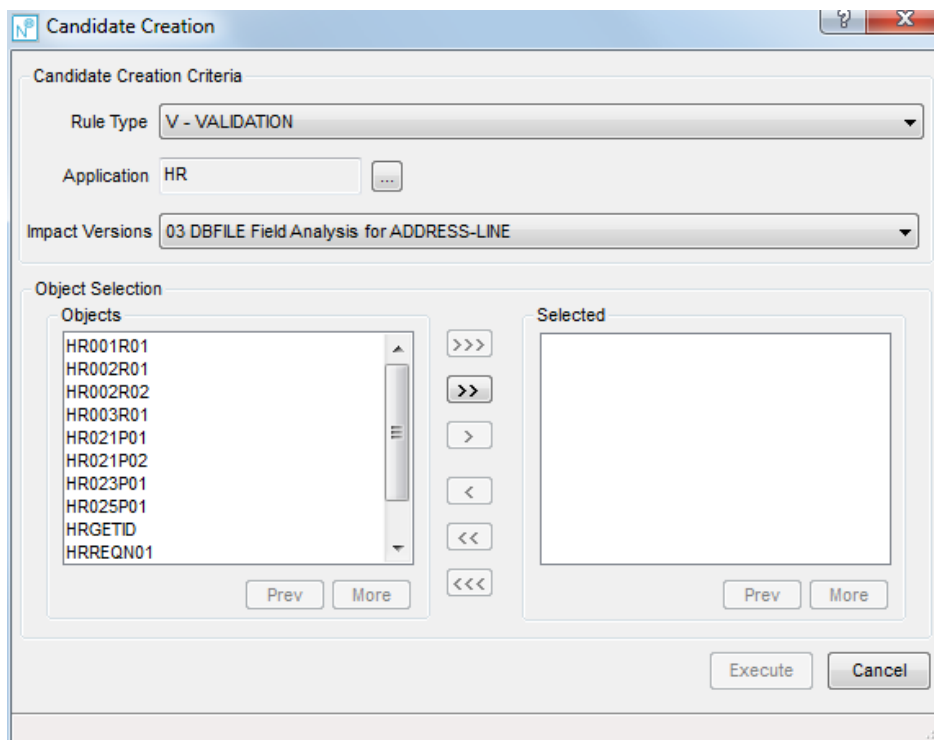 N
Candidate Creation
?
X
Candidate Creation Criteria
Rule Type V - VALIDATION
Application HR ...
Impact Versions 03 DBFILE Field Analysis for ADDRESS-LINE
Object Selection
Objects
Selected
HR001R01
HR002R01
HR002R02
HR003R01
HR021P01
HR021P02
HR023P01
HR025P01
HRGETID
HRREQN01
>>>
>>
>
<
<<
<<<
Prev More
Prev More
Execute Cancel